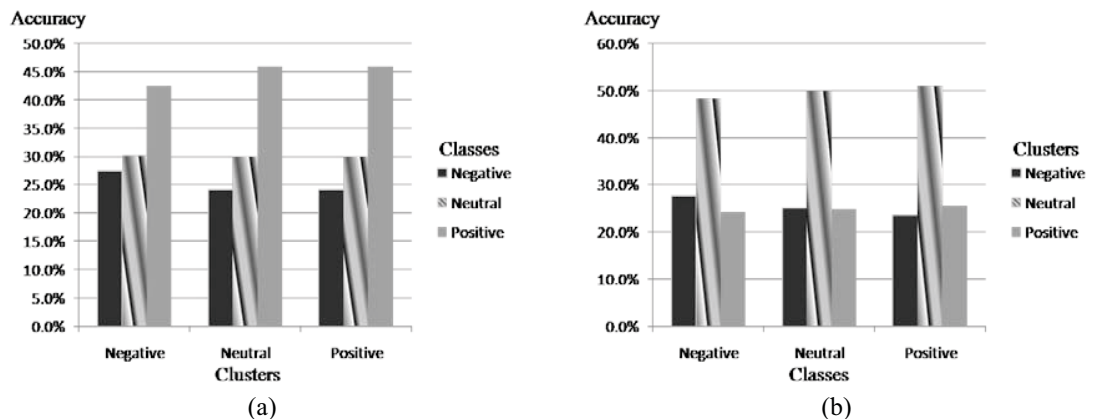 Accuracy
50.0%
45.0%
40.0%
35.0%
30.0%
25.0%
20.0%
15.0%
10.0%
5.0%
0.0%
Negative Neutral Positive
Clusters
Classes
Negative
Neutral
Positive
(a)
Accuracy
60.0%
50.0%
40.0%
30.0%
20.0%
10.0%
0.0%
Negative Neutral Positive
Classes
Clusters
Negative
Neutral
Positive
(b)